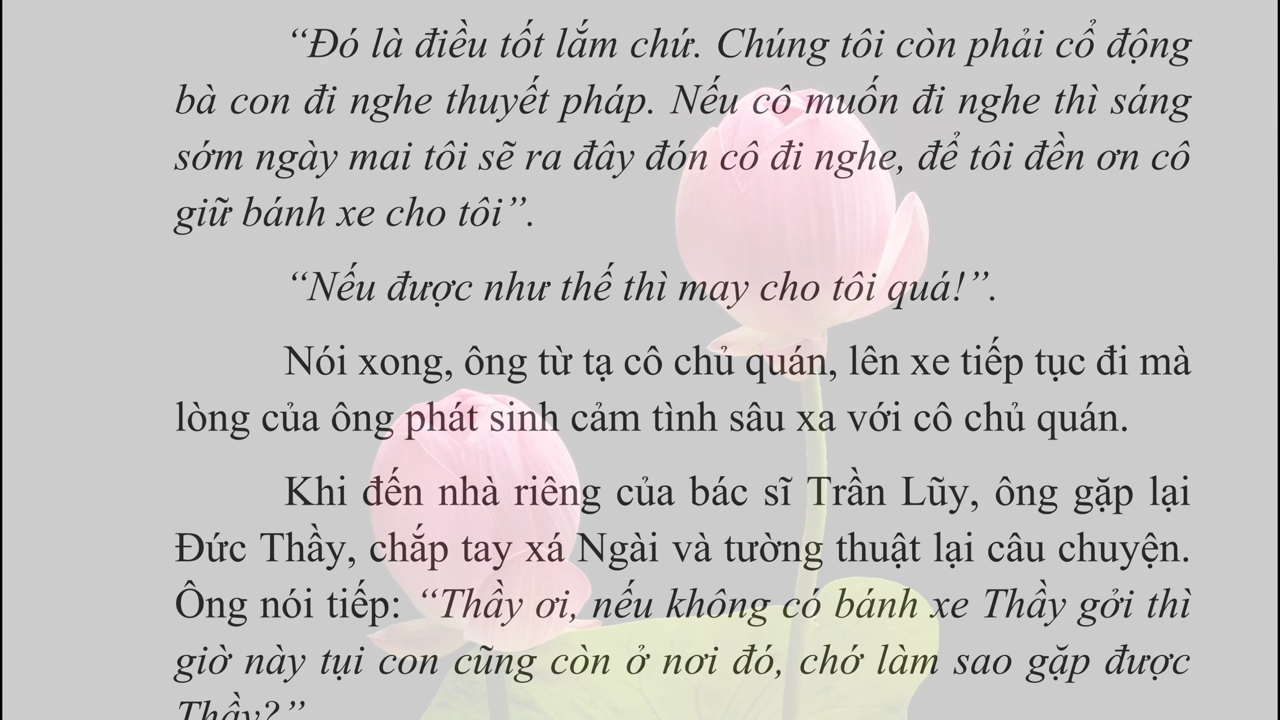 “Đó là điều tốt lắm chứ. Chúng tôi còn phải cổ động
bà con đi nghe thuyết pháp. Nếu cô muốn đi nghe thì sáng
sớm ngày mai tôi sẽ ra đây đón cô đi nghe, để tôi đền ơn cô
giữ bánh xe cho tôi”.
“Nếu được như thế thì may cho tôi quá!”.
Nói xong, ông từ tạ cô chủ quán, lên xe tiếp tục đi mà
lòng của ông phát sinh cảm tình sâu xa với cô chủ quán.
Khi đến nhà riêng của bác sĩ Trần Lũy, ông gặp lại
Đức Thầy, chắp tay xá Ngài và tường thuật lại câu chuyện.
Ông nói tiếp: “Thầy ơi, nếu không có bánh xe Thầy gởi thì
giờ này tụi con cũng còn ở nơi đó, chớ làm sao gặp được
Thầy?”